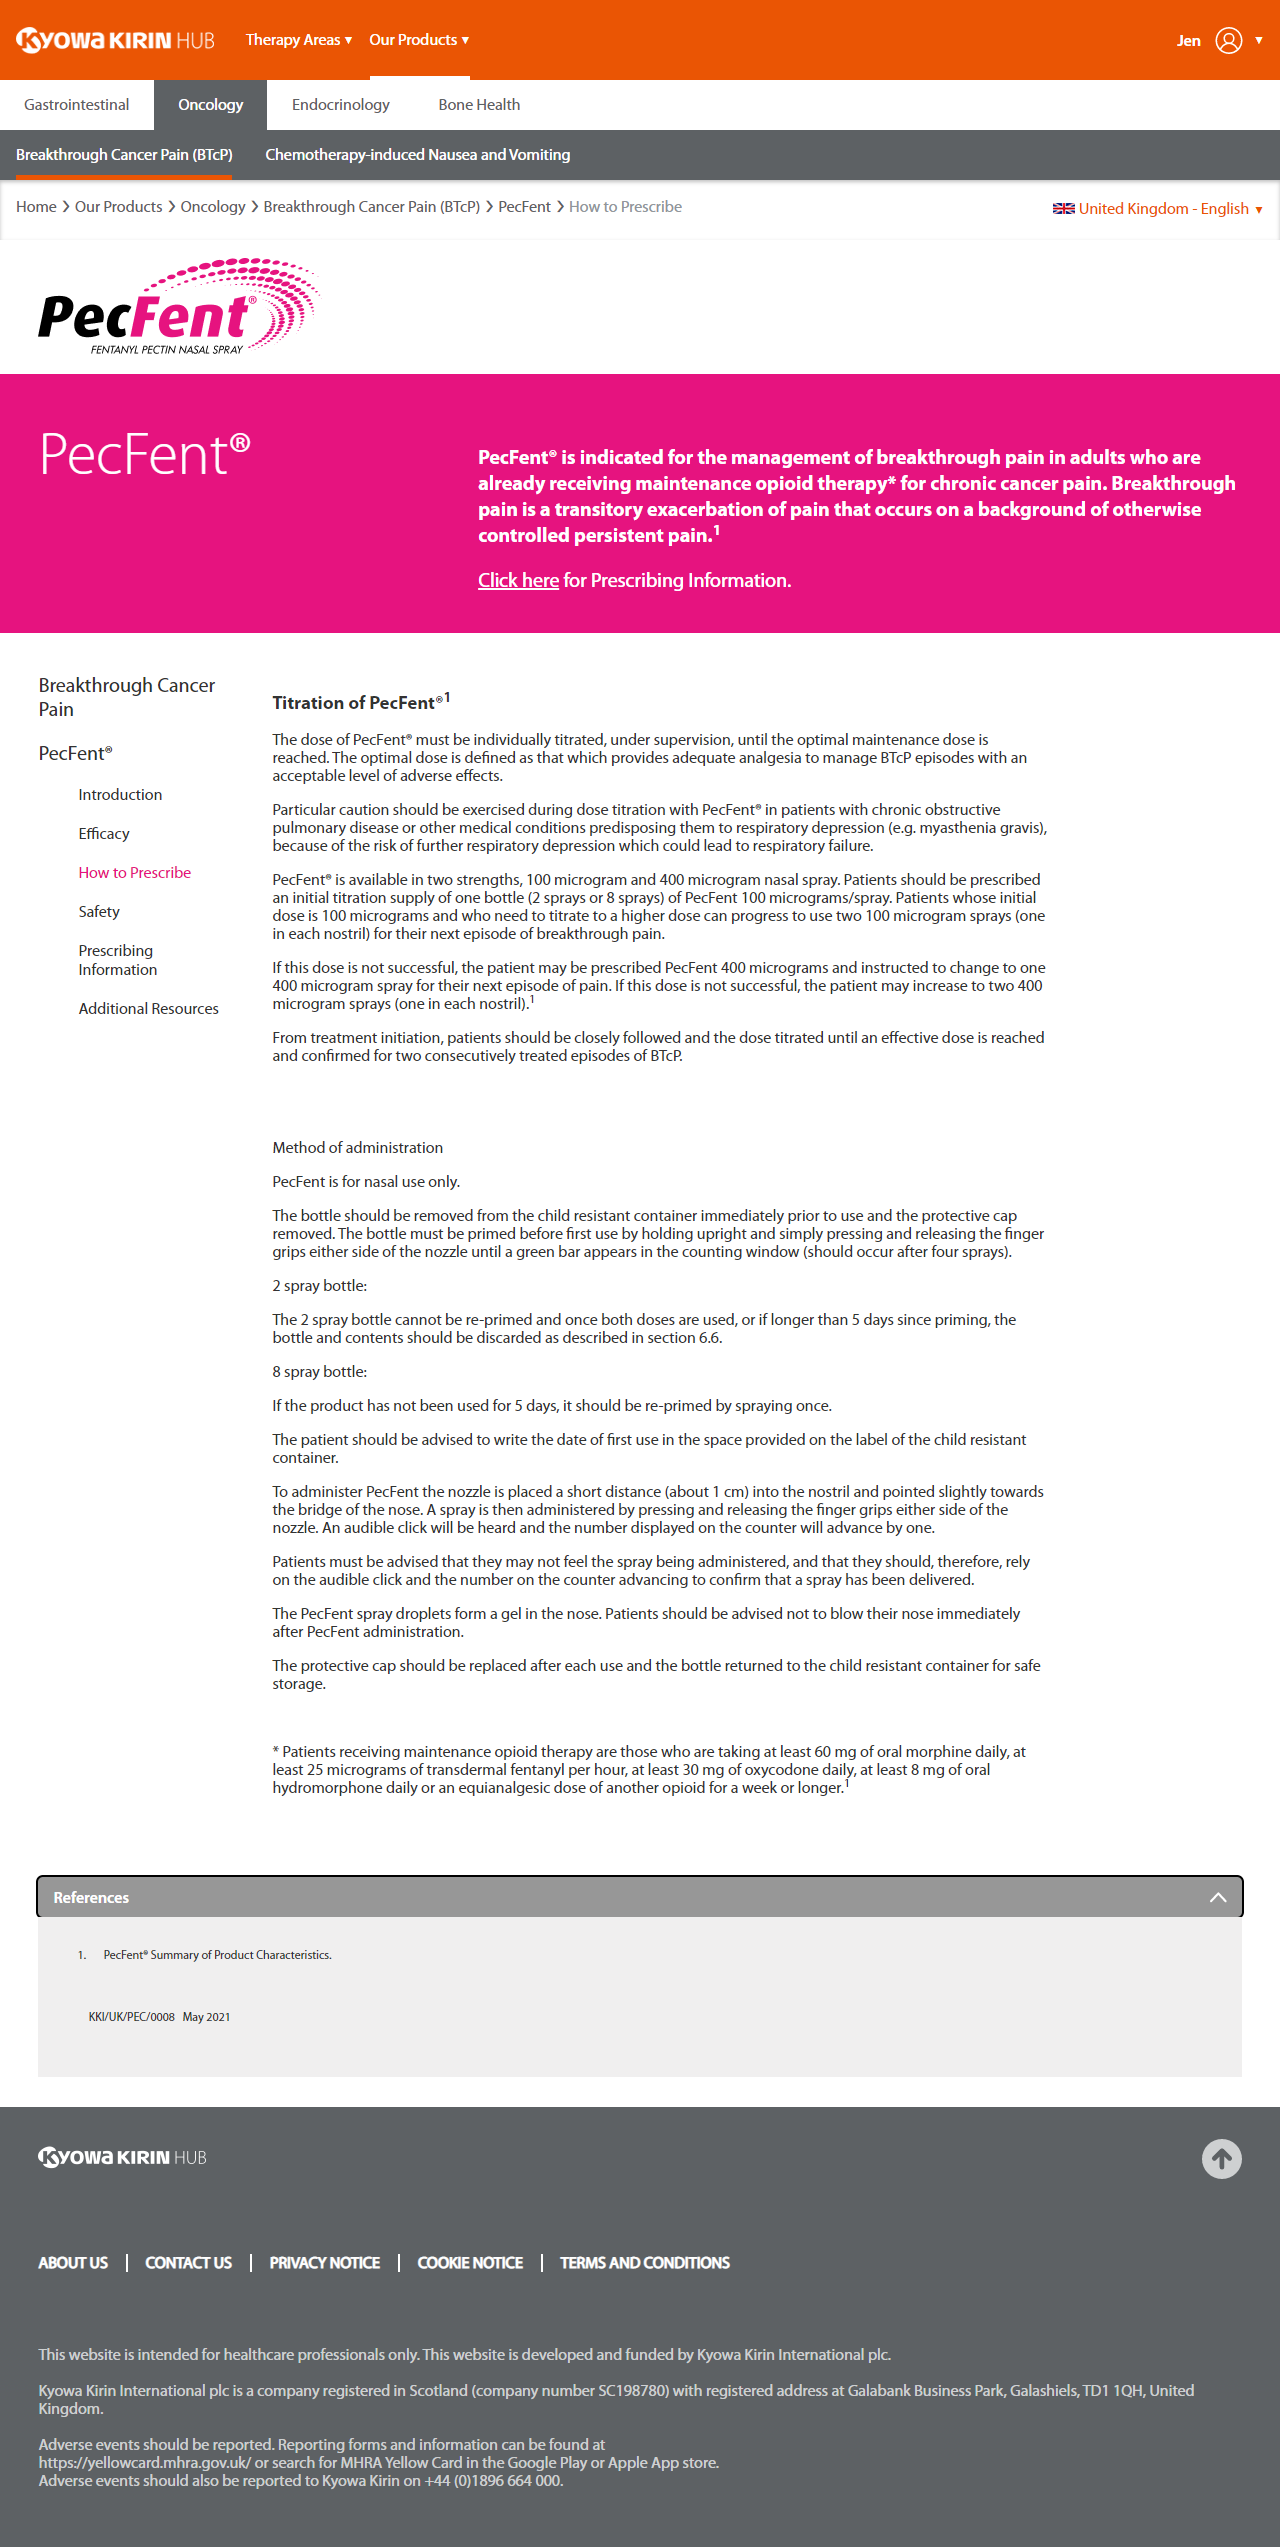 KYOWA KIRIN HUB
Therapy Areas ▼ Our Products ▼
Jen ▼
Gastrointestinal Oncology Endocrinology Bone Health
Breakthrough Cancer Pain (BTcP) Chemotherapy-induced Nausea and Vomiting
Home > Our Products > Oncology > Breakthrough Cancer Pain (BTcP) > PecFent > How to Prescribe
United Kingdom - English ▼
PecFent®
FENTANYL PECTIN NASAL SPRAY
PecFent®
PecFent® is indicated for the management of breakthrough pain in adults who are
already receiving maintenance opioid therapy* for chronic cancer pain. Breakthrough
pain is a transitory exacerbation of pain that occurs on a background of otherwise
controlled persistent pain.1
Click here for Prescribing Information.
Breakthrough Cancer
Pain
PecFent®
Introduction
Efficacy
How to Prescribe
Safety
Prescribing
Information
Additional Resources
Titration of PecFent®1
The dose of PecFent® must be individually titrated, under supervision, until the optimal maintenance dose is
reached. The optimal dose is defined as that which provides adequate analgesia to manage BTcP episodes with an
acceptable level of adverse effects.
Particular caution should be exercised during dose titration with PecFent® in patients with chronic obstructive
pulmonary disease or other medical conditions predisposing them to respiratory depression (e.g. myasthenia gravis),
because of the risk of further respiratory depression which could lead to respiratory failure.
PecFent® is available in two strengths, 100 microgram and 400 microgram nasal spray. Patients should be prescribed
an initial titration supply of one bottle (2 sprays or 8 sprays) of PecFent 100 micrograms/spray. Patients whose initial
dose is 100 micrograms and who need to titrate to a higher dose can progress to use two 100 microgram sprays (one
in each nostril) for their next episode of breakthrough pain.
If this dose is not successful, the patient may be prescribed PecFent 400 micrograms and instructed to change to one
400 microgram spray for their next episode of pain. If this dose is not successful, the patient may increase to two 400
microgram sprays (one in each nostril).1
From treatment initiation, patients should be closely followed and the dose titrated until an effective dose is reached
and confirmed for two consecutively treated episodes of BTcP.
Method of administration
PecFent is for nasal use only.
The bottle should be removed from the child resistant container immediately prior to use and the protective cap
removed. The bottle must be primed before first use by holding upright and simply pressing and releasing the finger
grips either side of the nozzle until a green bar appears in the counting window (should occur after four sprays).
2 spray bottle:
The 2 spray bottle cannot be re-primed and once both doses are used, or if longer than 5 days since priming, the
bottle and contents should be discarded as described in section 6.6.
8 spray bottle:
If the product has not been used for 5 days, it should be re-primed by spraying once.
The patient should be advised to write the date of first use in the space provided on the label of the child resistant
container.
To administer PecFent the nozzle is placed a short distance (about 1 cm) into the nostril and pointed slightly towards
the bridge of the nose. A spray is then administered by pressing and releasing the finger grips either side of the
nozzle. An audible click will be heard and the number displayed on the counter will advance by one.
Patients must be advised that they may not feel the spray being administered, and that they should, therefore, rely
on the audible click and the number on the counter advancing to confirm that a spray has been delivered.
The PecFent spray droplets form a gel in the nose. Patients should be advised not to blow their nose immediately
after PecFent administration.
The protective cap should be replaced after each use and the bottle returned to the child resistant container for safe
storage.
* Patients receiving maintenance opioid therapy are those who are taking at least 60 mg of oral morphine daily, at
least 25 micrograms of transdermal fentanyl per hour, at least 30 mg of oxycodone daily, at least 8 mg of oral
hydromorphone daily or an equianalgesic dose of another opioid for a week or longer.1
References
1. PecFent® Summary of Product Characteristics.
KKI/UK/PEC/0008 May 2021
KYOWA KIRIN HUB
ABOUT US | CONTACT US | PRIVACY NOTICE | COOKIE NOTICE | TERMS AND CONDITIONS
This website is intended for healthcare professionals only. This website is developed and funded by Kyowa Kirin International plc.
Kyowa Kirin International plc is a company registered in Scotland (company number SC198780) with registered address at Galabank Business Park, Galashiels, TD1 1QH, United
Kingdom.
Adverse events should be reported. Reporting forms and information can be found at
https://yellowcard.mhra.gov.uk/ or search for MHRA Yellow Card in the Google Play or Apple App store.
Adverse events should also be reported to Kyowa Kirin on +44 (0)1896 664 000.